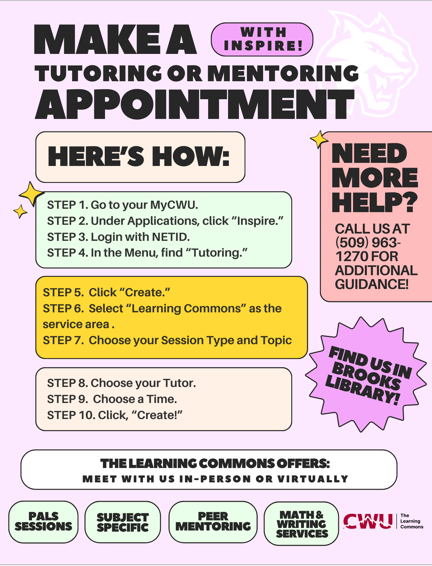 MAKE A
WITH
INSPIRE!
TUTORING OR MENTORING
APPOINTMENT
HERE'S HOW:
STEP 1. Go to your MyCWU.
STEP 2. Under Applications, click "Inspire."
STEP 3. Login with NETID.
STEP 4. In the Menu, find "Tutoring."
STEP 5. Click "Create."
STEP 6. Select "Learning Commons" as the
service area .
STEP 7. Choose your Session Type and Topic
STEP 8. Choose your Tutor.
STEP 9. Choose a Time.
STEP 10. Click, "Create!"
NEED
MORE
HELP?
CALL US AT
(509) 963-
1270 FOR
ADDITIONAL
GUIDANCE!
FIND US IN
BROOKS
LIBRARY!
THE LEARNING COMMONS OFFERS:
MEET WITH US IN-PERSON OR VIRTUALLY
PALS
SESSIONS
SUBJECT
SPECIFIC
PEER
MENTORING
MATH &
WRITING
SERVICES
CWU
The
Learning
Commons